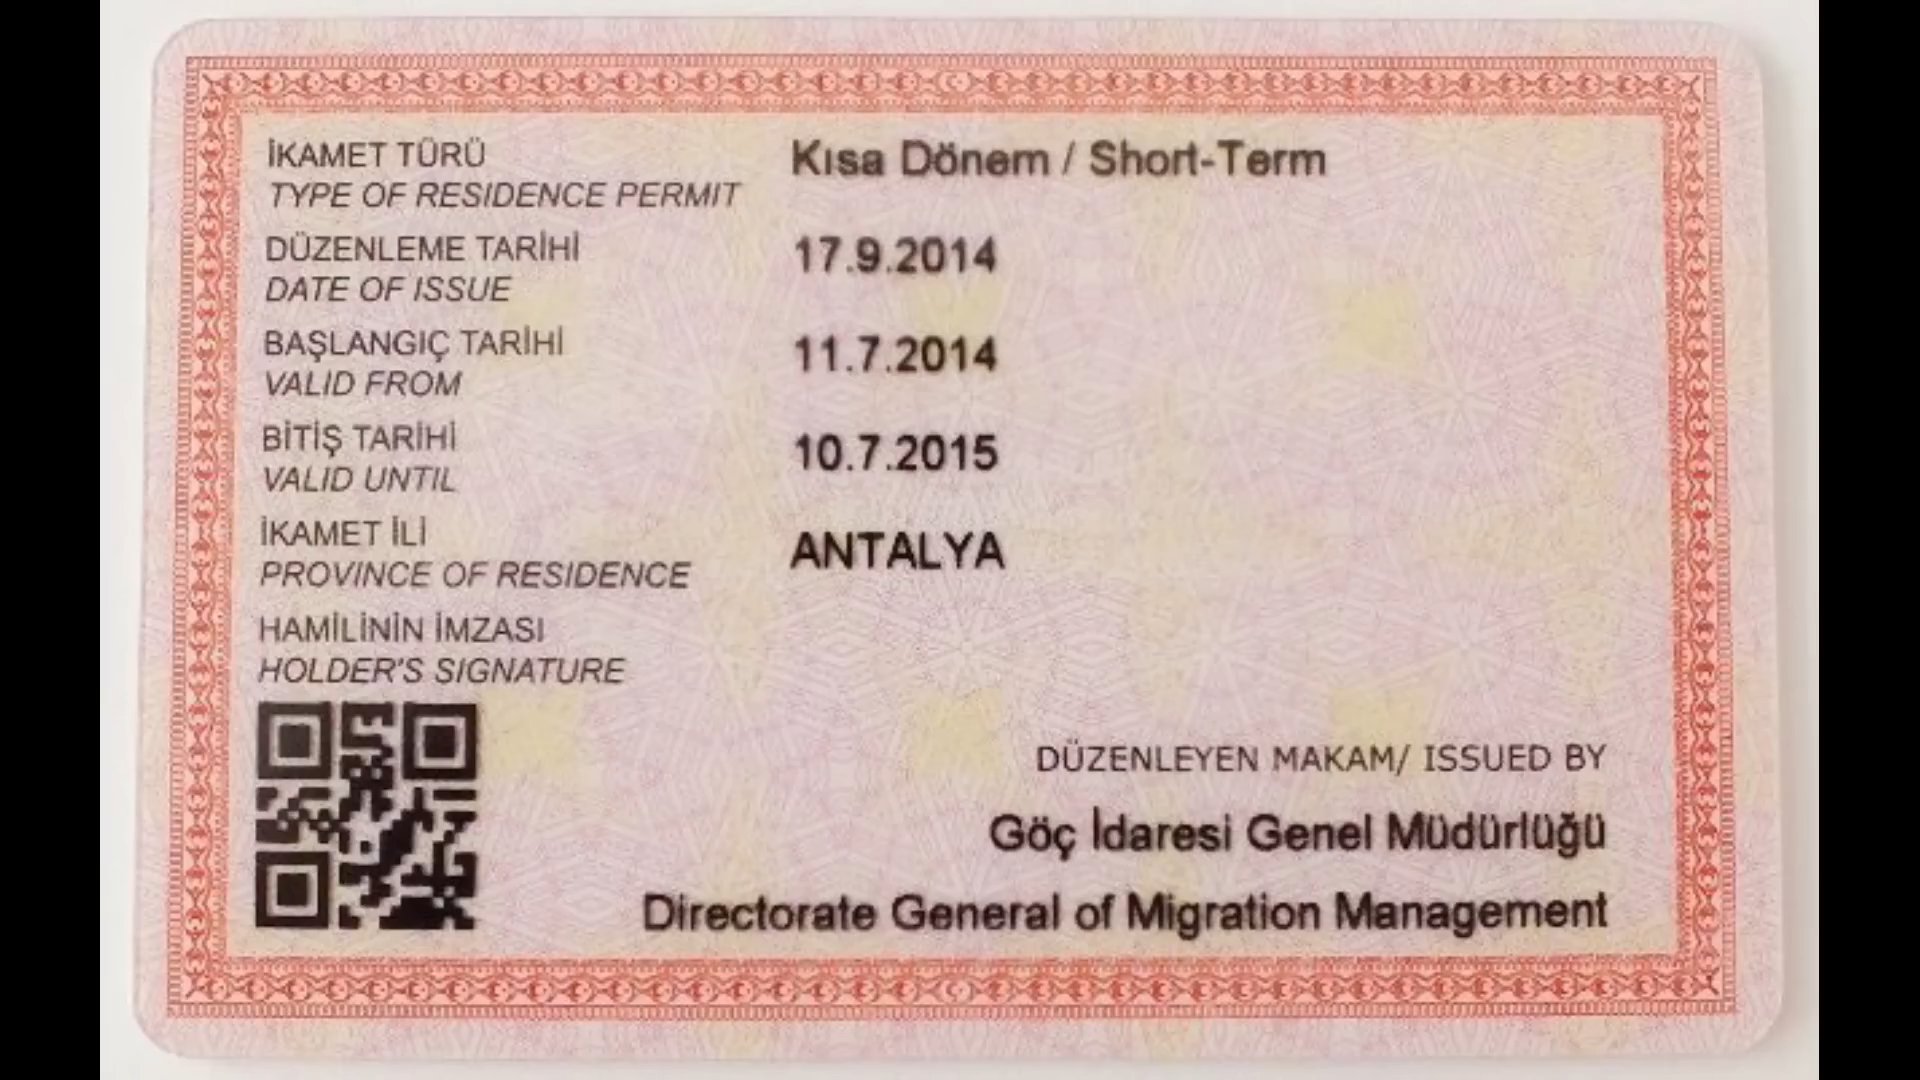 İKAMET TÜRÜ
TYPE OF RESIDENCE PERMIT
Kısa Dönem / Short-Term
DÜZENLEME TARİHİ
DATE OF ISSUE
17.9.2014
BAŞLANGIÇ TARİHİ
VALID FROM
11.7.2014
BİTİŞ TARİHİ
VALID UNTIL
10.7.2015
İKAMET İLİ
PROVINCE OF RESIDENCE
ANTALYA
HAMİLİNİN İMZASI
HOLDER'S SIGNATURE
DÜZENLEYEN MAKAM/ ISSUED BY
Göç İdaresi Genel Müdürlüğü
Directorate General of Migration Management